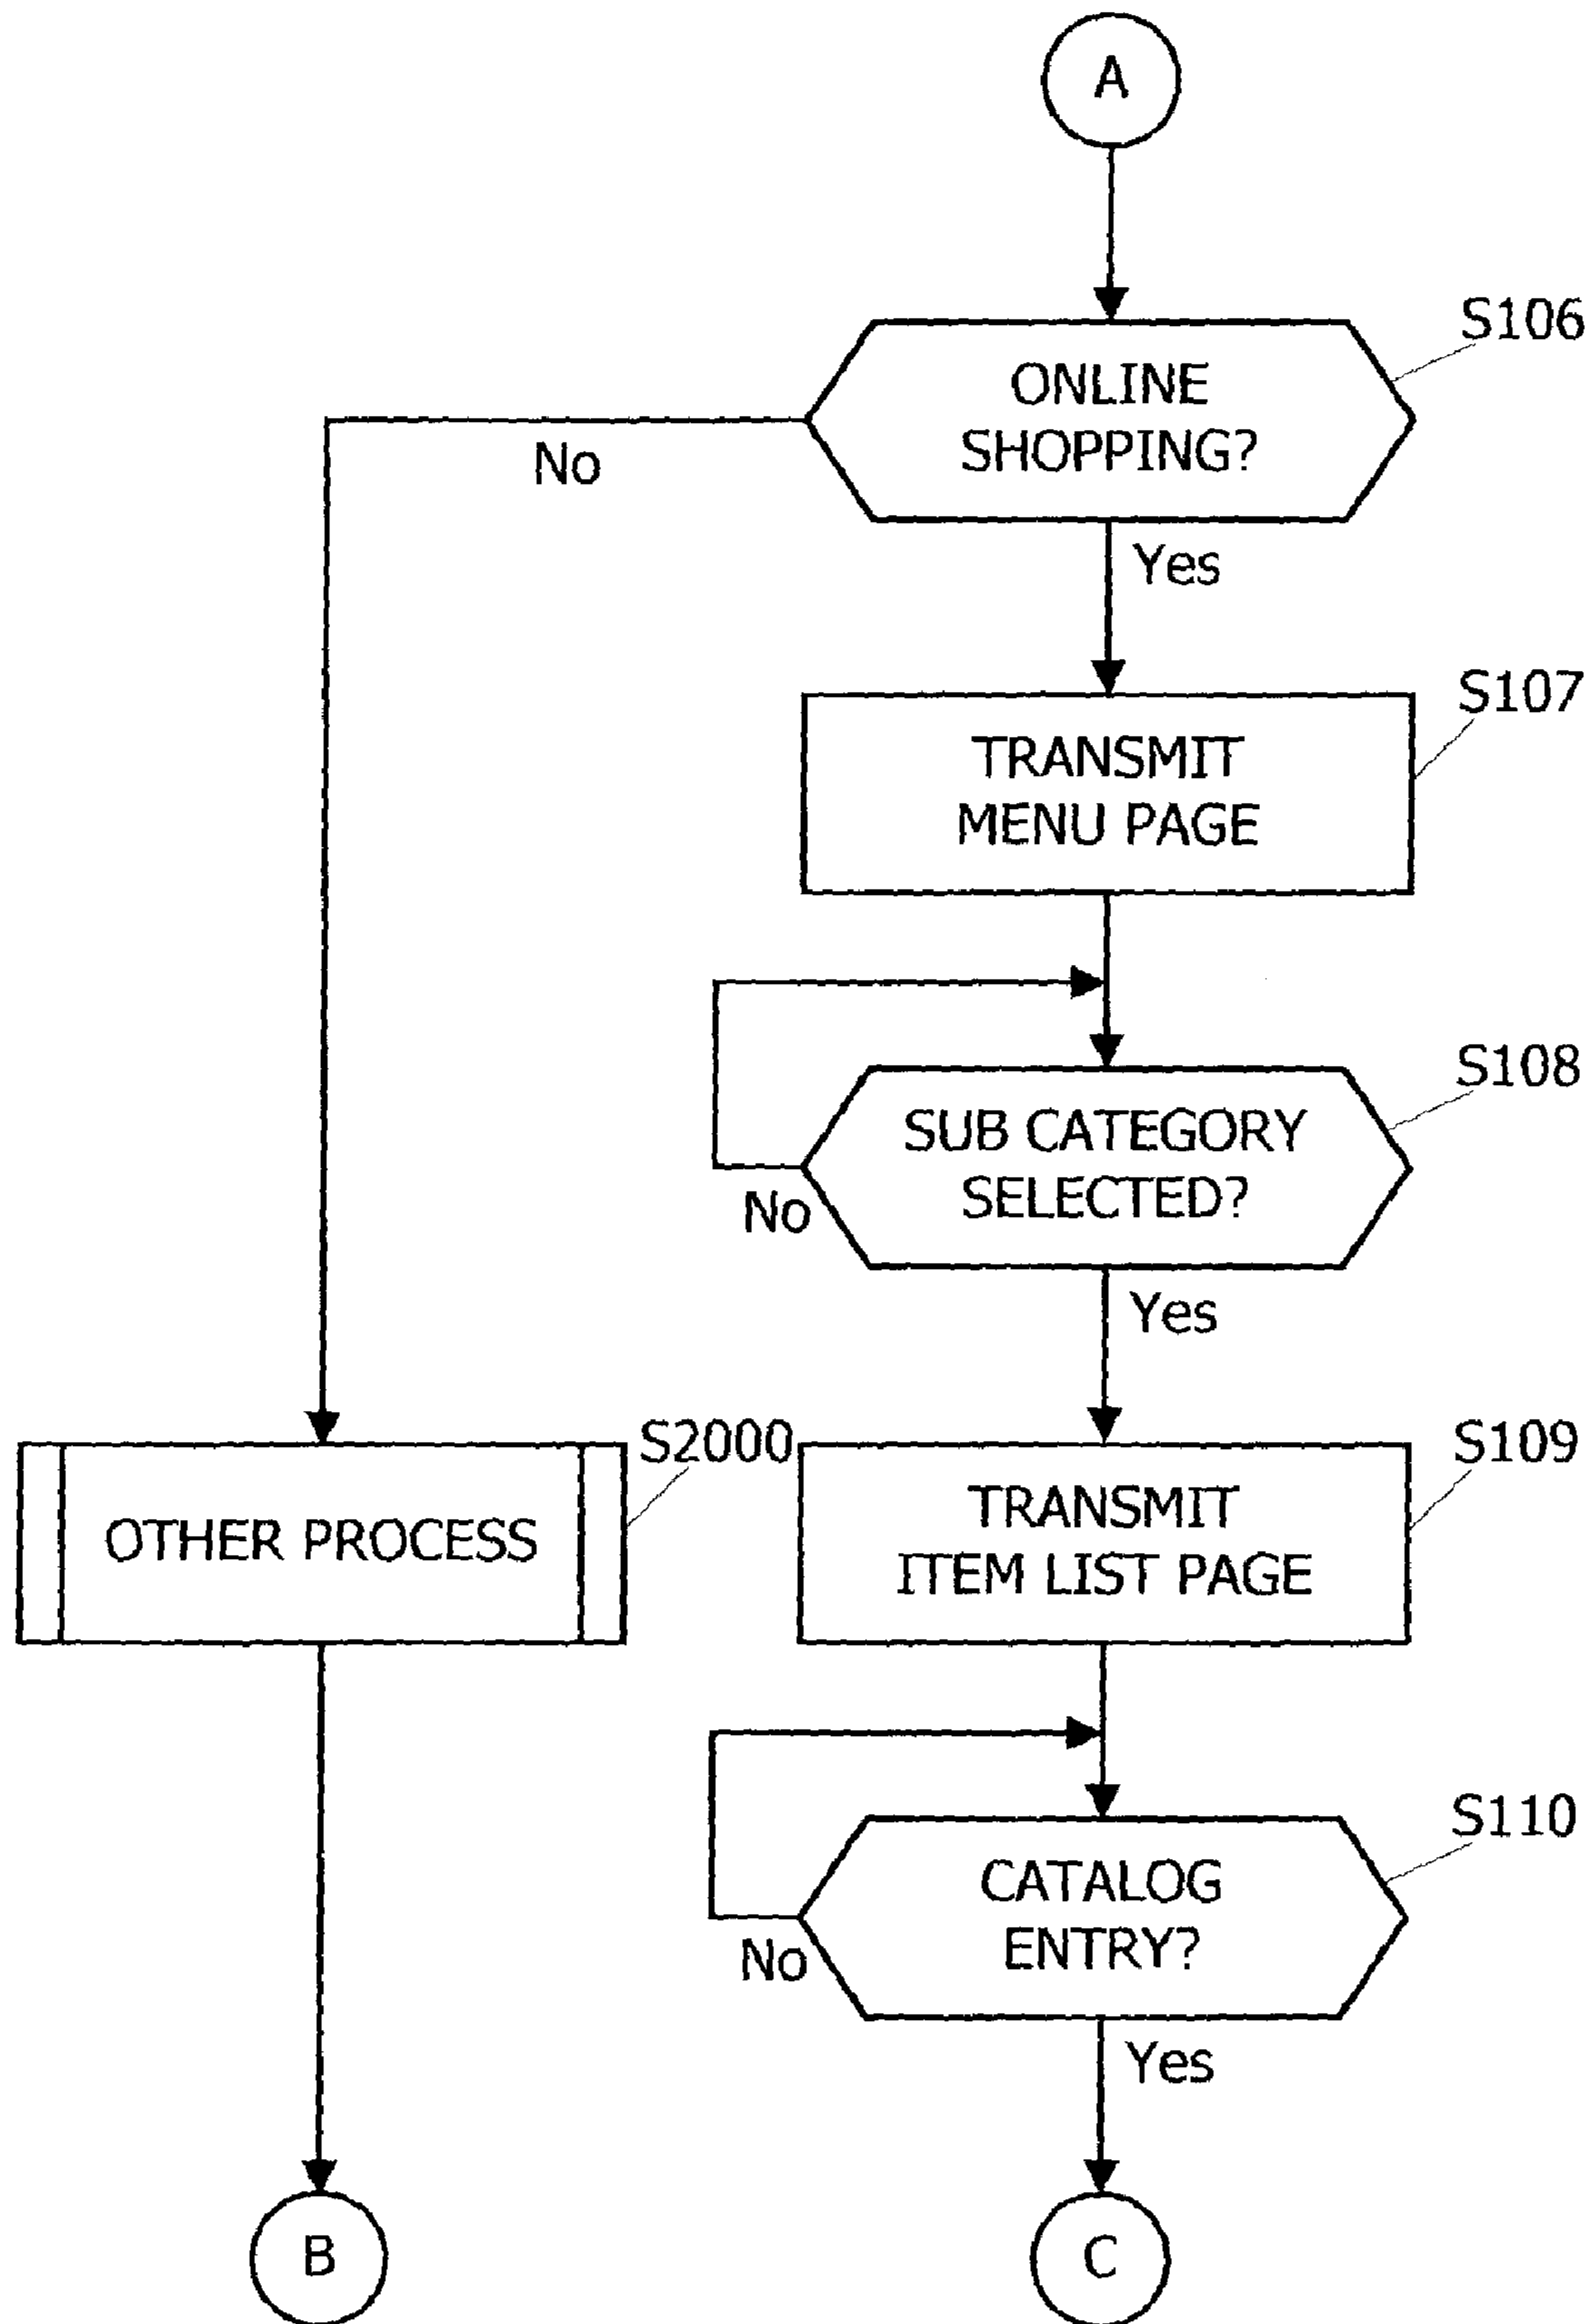 A
S106
ONLINE
SHOPPING?
No
Yes
S107
TRANSMIT
MENU PAGE
S108
SUB CATEGORY
SELECTED?
No
Yes
S2000
OTHER PROCESS
S109
TRANSMIT
ITEM LIST PAGE
S110
CATALOG
ENTRY?
No
Yes
B
C